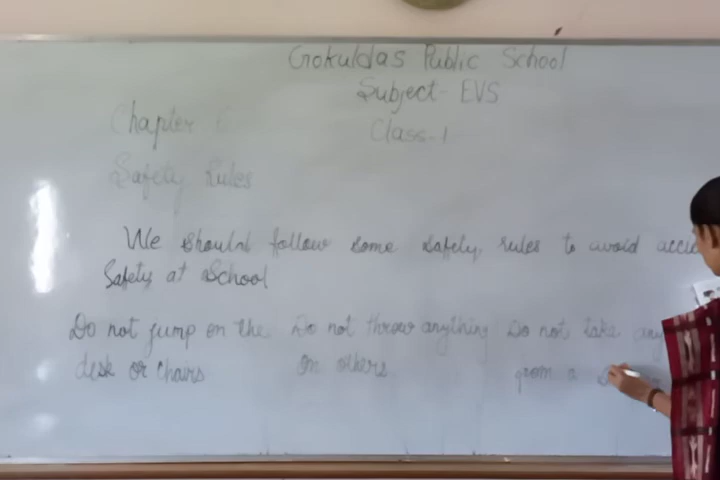 Gokuldas Public School
Subject- EVS
Chapter
Class-1
Safety Rules
We should follow some safety rules to avoid
Safety at School
Do not jump on the Do not throw anything Do not take
desk or chairs on others from a